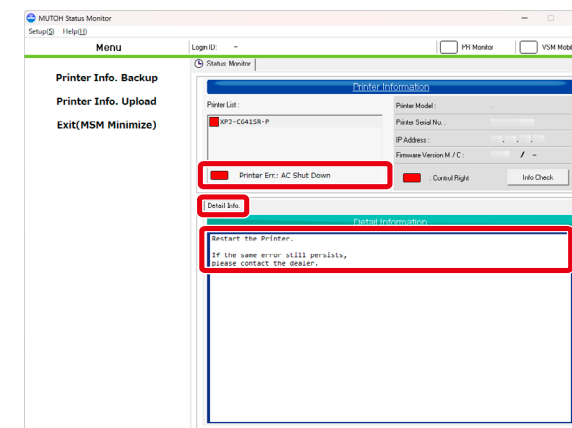 MUTOH Status Monitor
Setup(S) Help(H)
Menu
Login ID: –
PR Monitor
VSM Mobil
Status Monitor
Printer Info. Backup
Printer Info. Upload
Exit(MSM Minimize)
Printer Information
Printer List :
XPJ-C641SR-P
Printer Model :
Printer Serial No. :
IP Address :
Firmware Version M / C : / –
Printer Err.: AC Shut Down
: Control Right
Info Check
Detail Info.
Detail Information
Restart the Printer.
If the same error still persists,
please contact the dealer.